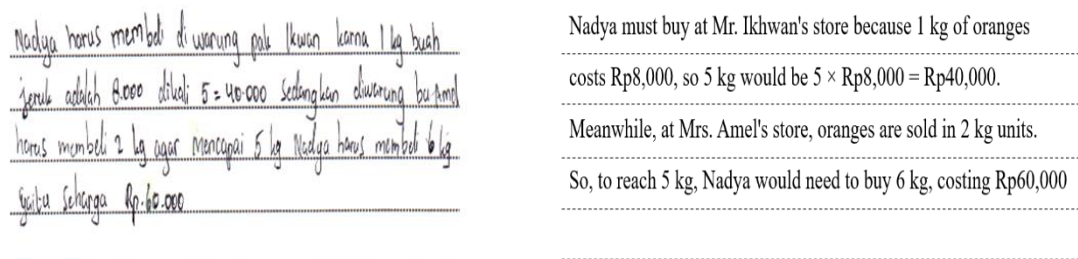 Nadya harus membeli di warung pak Ikwan karna 1 kg buah
jeruk adalah 8.000 dikali 5 = 40.000 Sedangkan diwarung bu Amel
harus membeli 2 kg agar Mencapai 5 kg Nadya harus membeli 6 kg
yaitu Seharga Rp.60.000
Nadya must buy at Mr. Ikhwan's store because 1 kg of oranges
costs Rp8,000, so 5 kg would be 5 × Rp8,000 = Rp40,000.
Meanwhile, at Mrs. Amel's store, oranges are sold in 2 kg units.
So, to reach 5 kg, Nadya would need to buy 6 kg, costing Rp60,000